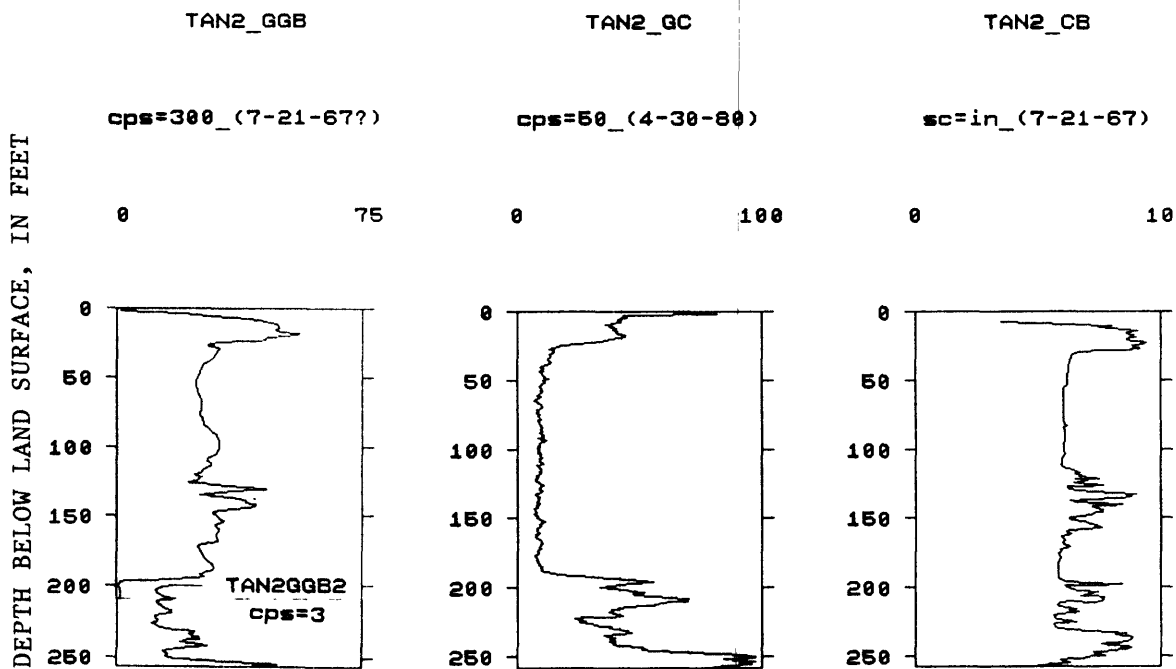 TAN2_GGB
cps=300_(7-21-67?)
0 75
DEPTH BELOW LAND SURFACE, IN FEET
0
50
100
150
200
250
TAN2GGB2
cps=3
TAN2_GC
cps=50_(4-30-80)
0 100
0
50
100
150
200
250
TAN2_CB
sc=in_(7-21-67)
0 10
0
50
100
150
200
250